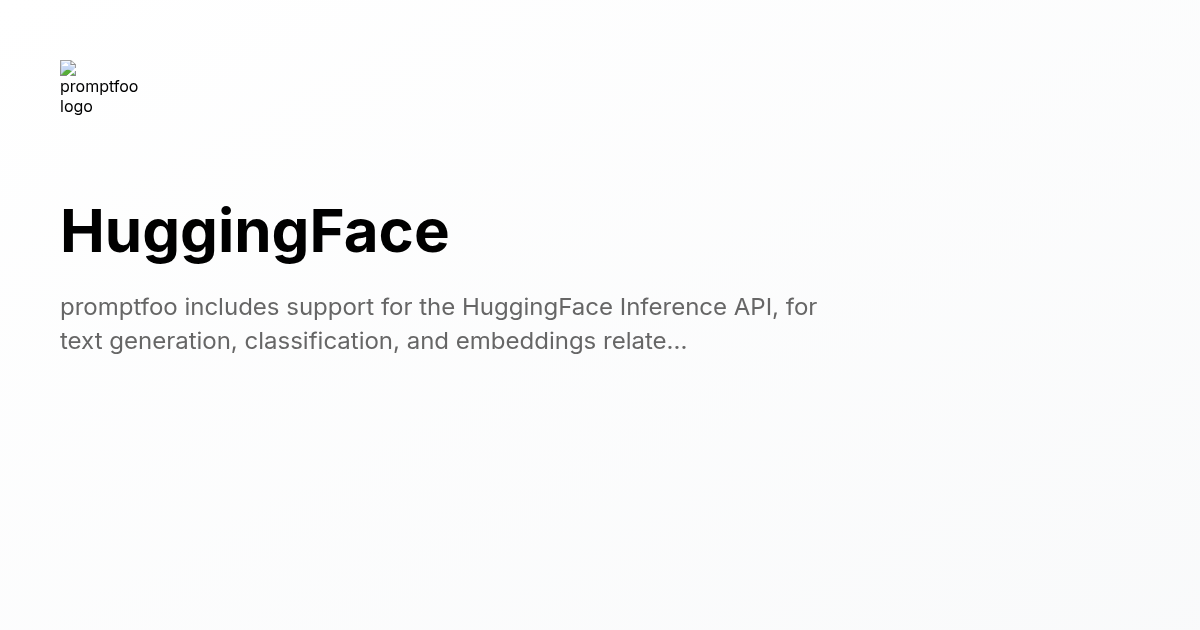 promptfoo
logo
HuggingFace
promptfoo includes support for the HuggingFace Inference API, for
text generation, classification, and embeddings relate...